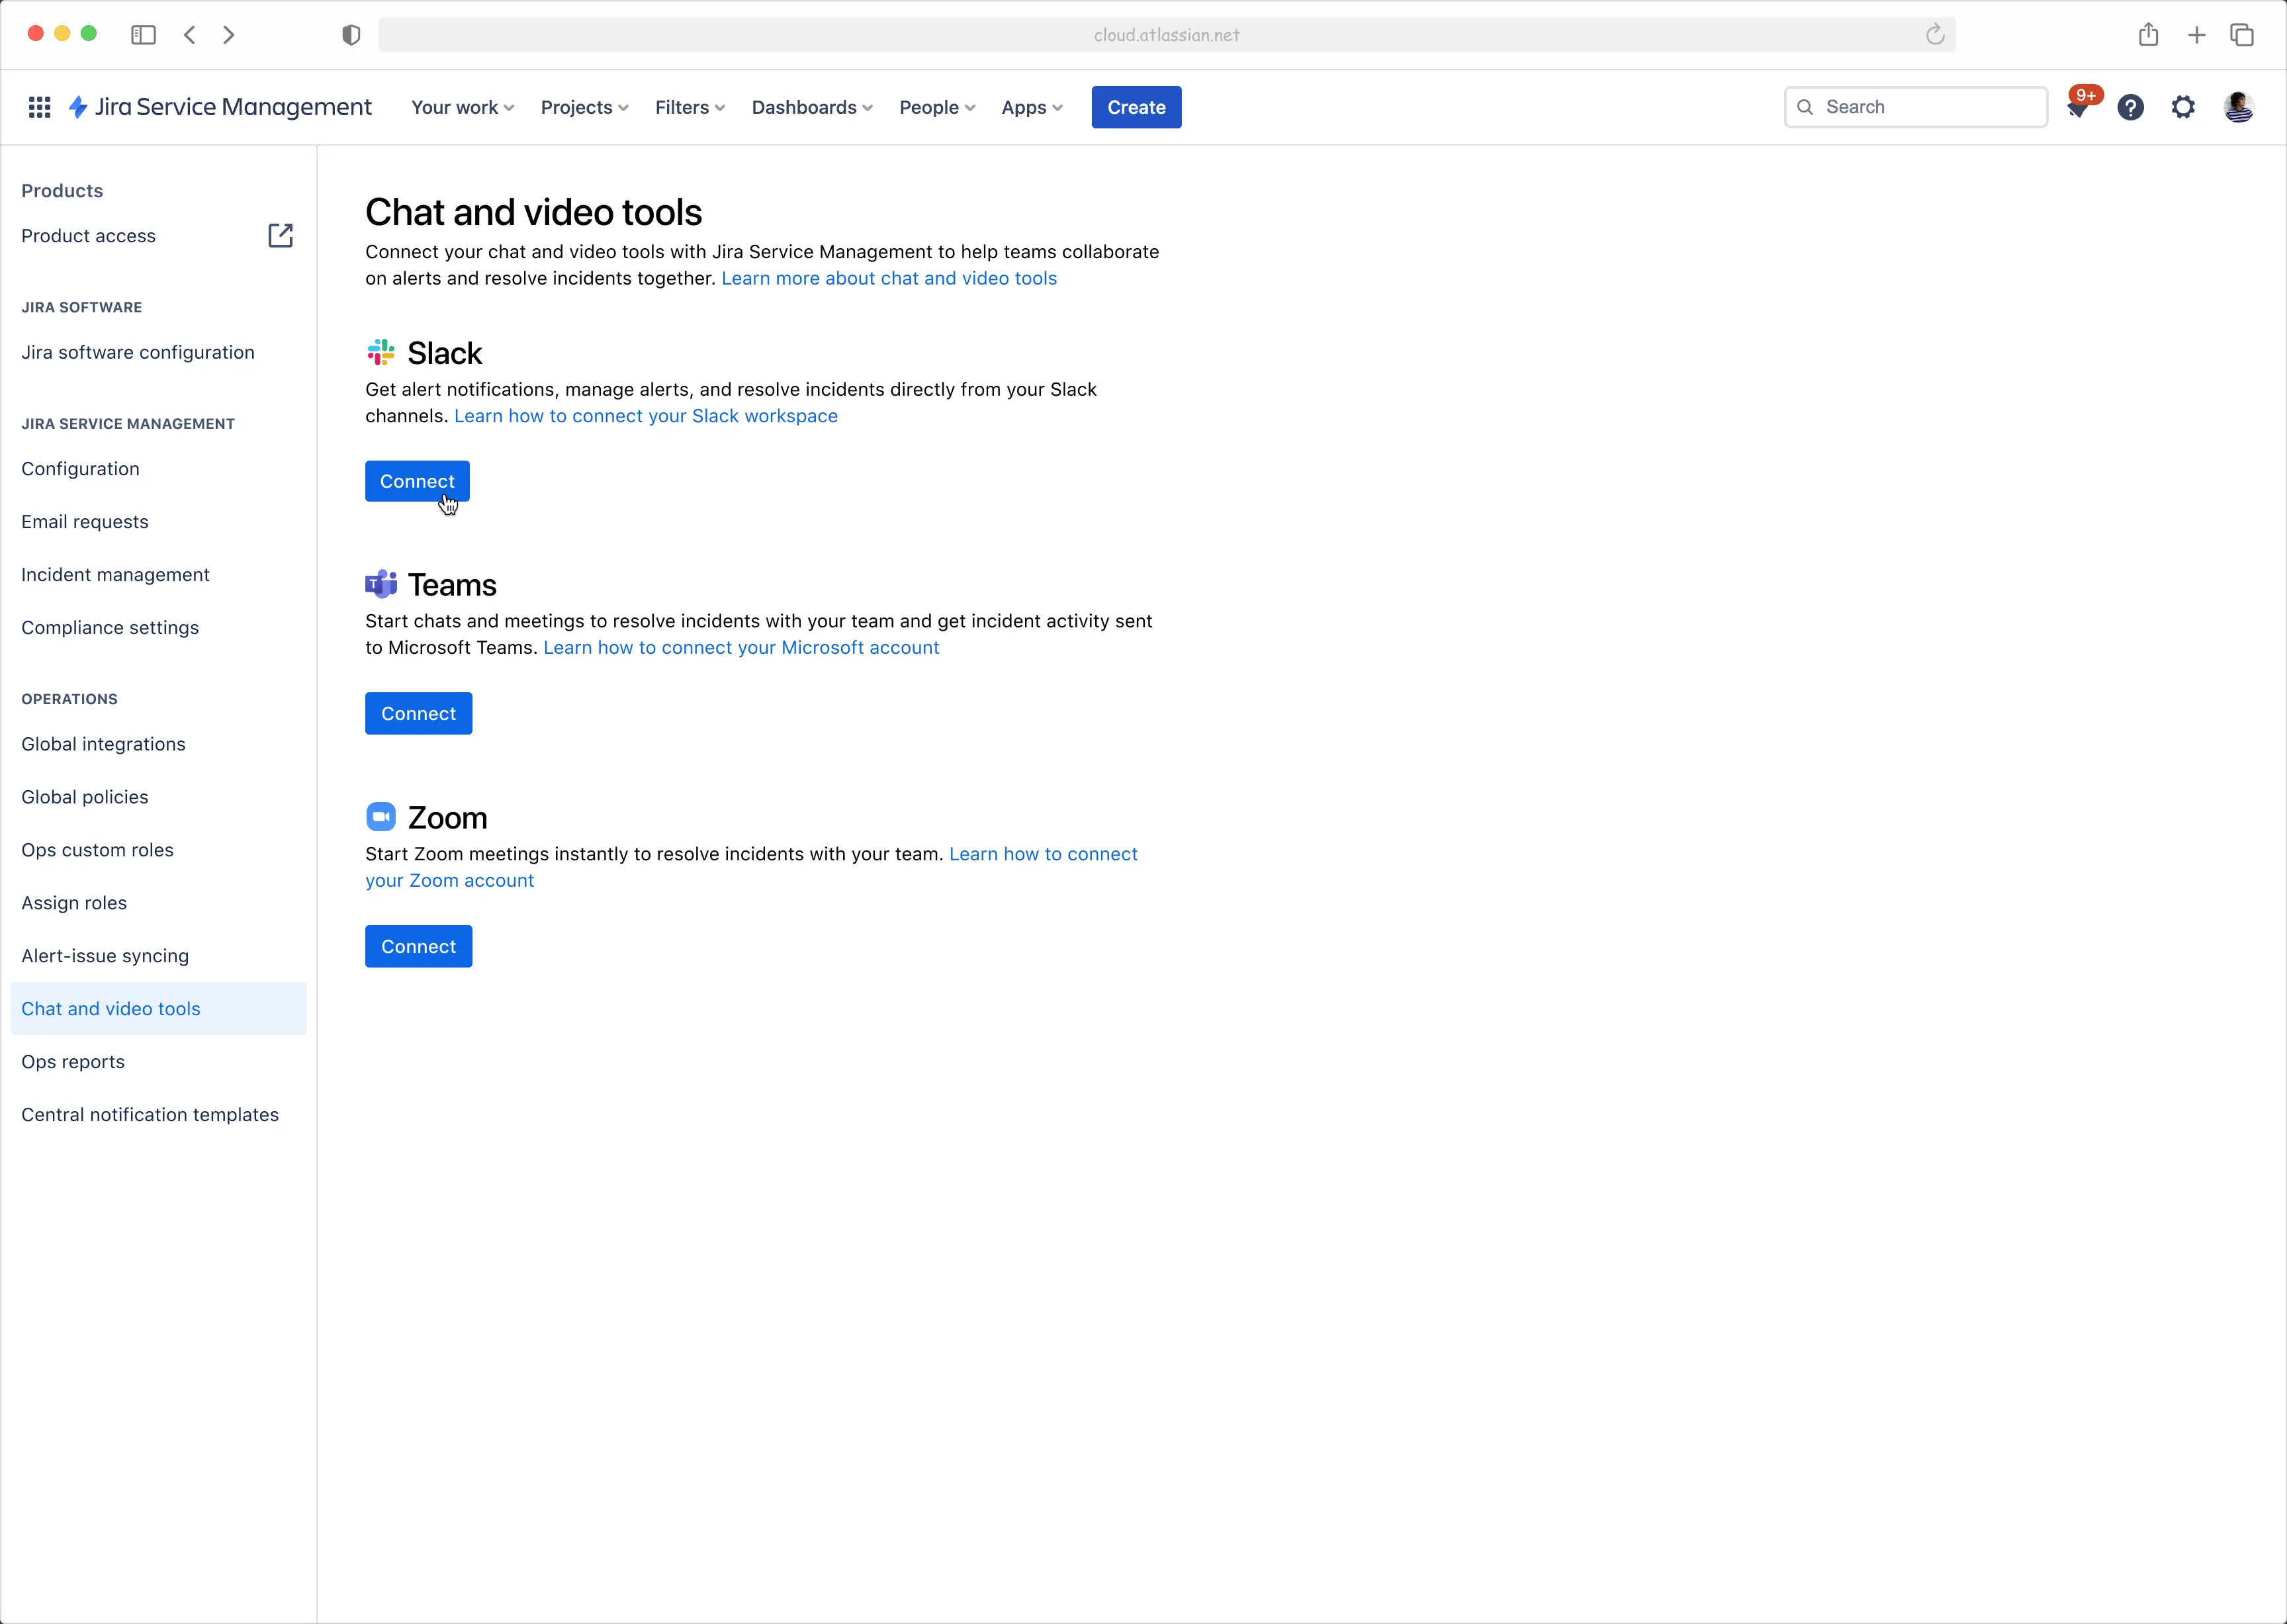 cloud.atlassian.net
Jira Service Management Your work Projects Filters Dashboards People Apps Create Search 9+ ?
Products
Product access
JIRA SOFTWARE
Jira software configuration
JIRA SERVICE MANAGEMENT
Configuration
Email requests
Incident management
Compliance settings
OPERATIONS
Global integrations
Global policies
Ops custom roles
Assign roles
Alert-issue syncing
Chat and video tools
Ops reports
Central notification templates
Chat and video tools
Connect your chat and video tools with Jira Service Management to help teams collaborate
on alerts and resolve incidents together. Learn more about chat and video tools
Slack
Get alert notifications, manage alerts, and resolve incidents directly from your Slack
channels. Learn how to connect your Slack workspace
Connect
T Teams
Start chats and meetings to resolve incidents with your team and get incident activity sent
to Microsoft Teams. Learn how to connect your Microsoft account
Connect
Zoom
Start Zoom meetings instantly to resolve incidents with your team. Learn how to connect
your Zoom account
Connect